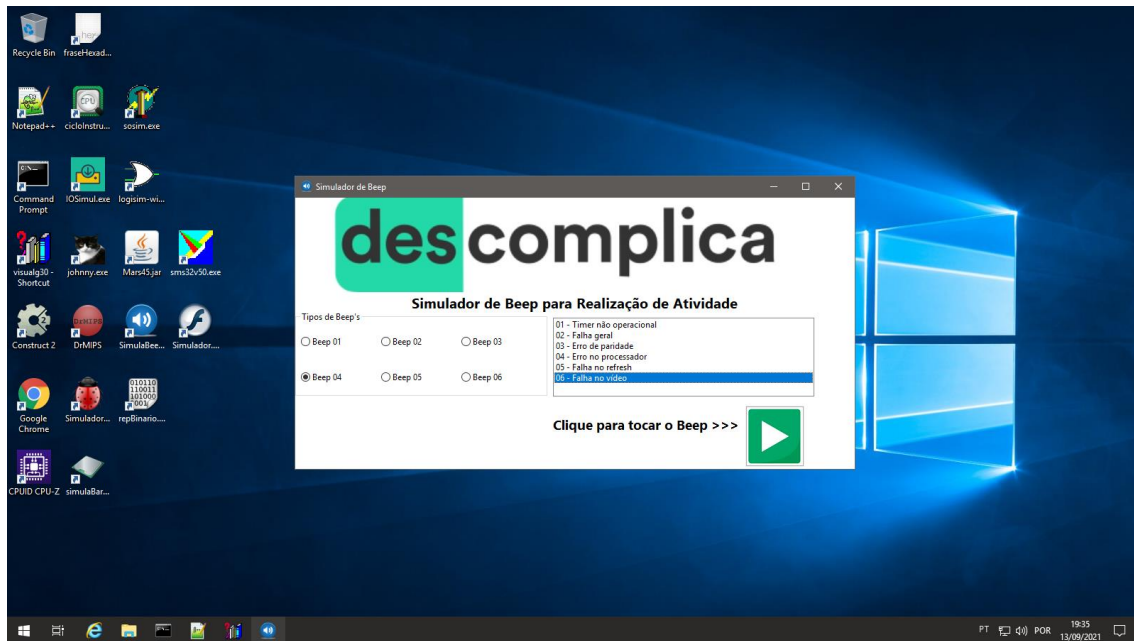 Recycle Bin
fraseHexad...
Notepad++
cicloInstru...
sosim.exe
Command
Prompt
IOSimul.exe
logisim-wi...
visualg30 -
Shortcut
johnny.exe
Mars45.jar
sms32v50.exe
Construct 2
DrMIPS
SimulaBee...
Simulador....
Google
Chrome
Simulador...
repBinario....
CPUID CPU-Z
simulaBar...
Simulador de Beep
descomplica
Simulador de Beep para Realização de Atividade
Tipos de Beep's
Beep 01
Beep 02
Beep 03
Beep 04
Beep 05
Beep 06
01 - Timer não operacional
02 - Falha geral
03 - Erro de paridade
04 - Erro no processador
05 - Falha no refresh
06 - Falha no vídeo
Clique para tocar o Beep >>>
PT
POR
19:35
13/09/2021